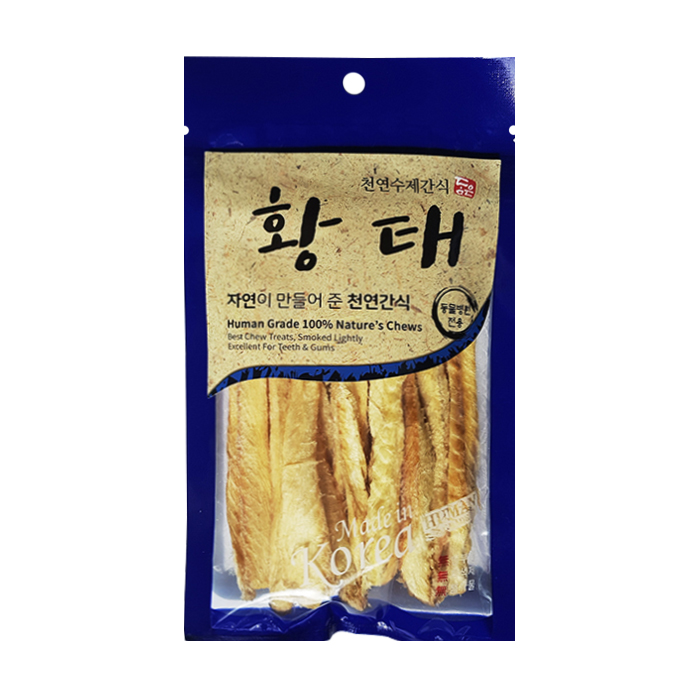 천연수제간식
황태
자연이 만들어 준 천연간식
Human Grade 100% Nature's Chews
Best Chew Treats, Smoked Lightly
Excellent For Teeth & Gums
동물병원
전용
Made in
Korea
HUMAN